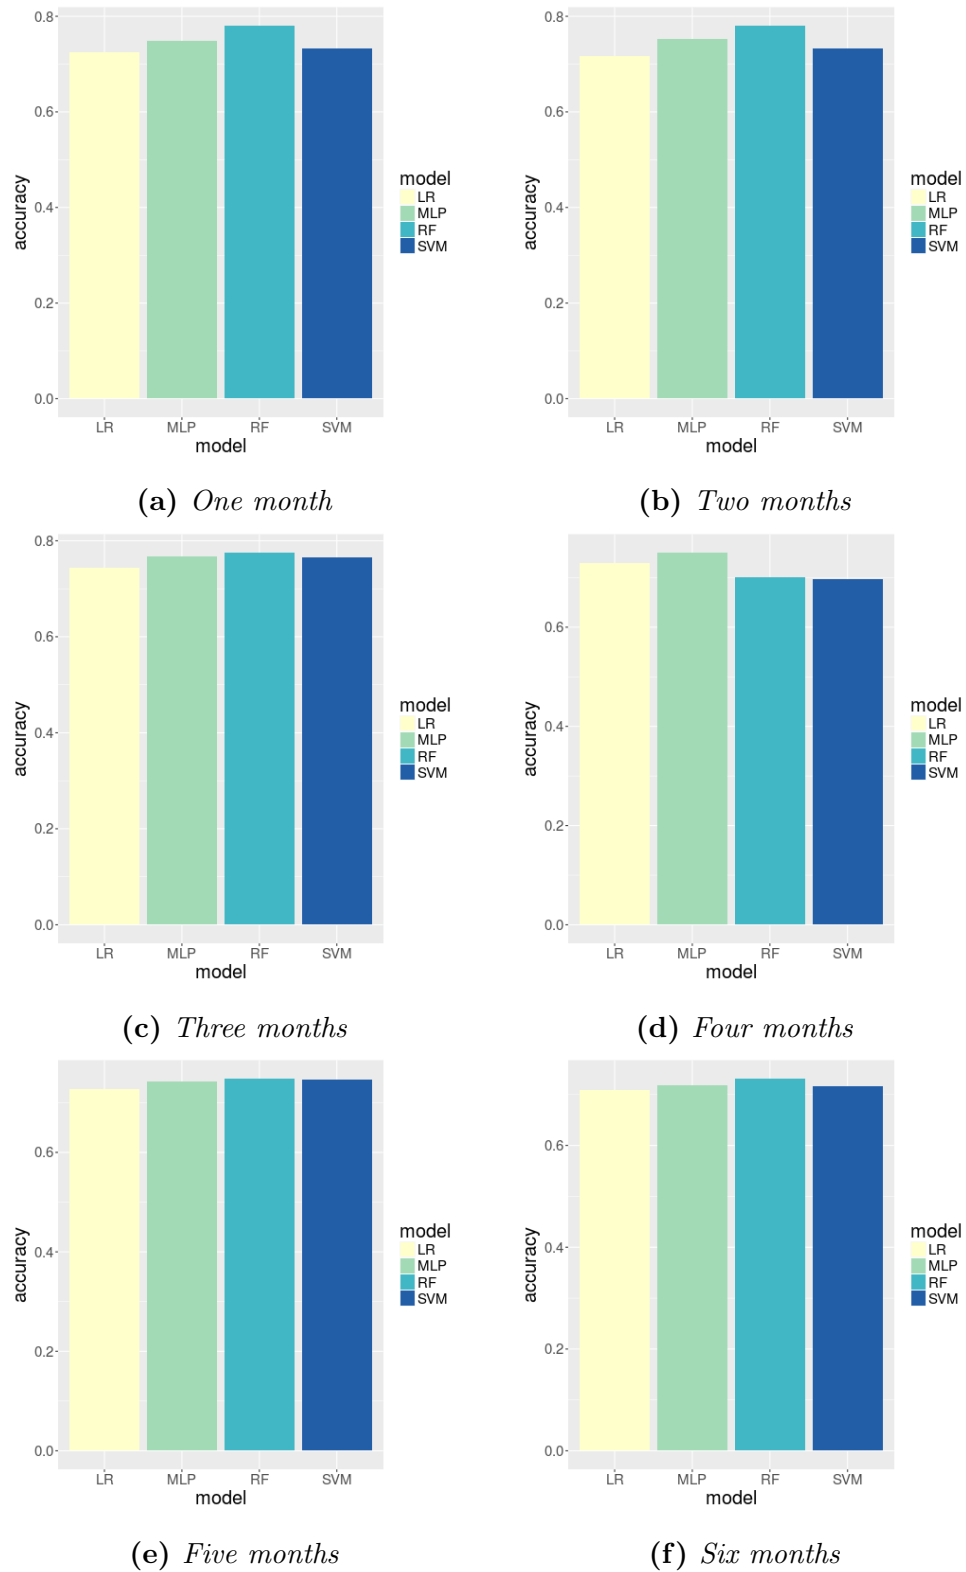 0.8
0.6
0.4
0.2
0.0
accuracy
LR
MLP
RF
SVM
model
model
LR
MLP
RF
SVM
(a) One month
0.8
0.6
0.4
0.2
0.0
accuracy
LR
MLP
RF
SVM
model
model
LR
MLP
RF
SVM
(b) Two months
0.8
0.6
0.4
0.2
0.0
accuracy
LR
MLP
RF
SVM
model
model
LR
MLP
RF
SVM
(c) Three months
0.6
0.4
0.2
0.0
accuracy
LR
MLP
RF
SVM
model
model
LR
MLP
RF
SVM
(d) Four months
0.6
0.4
0.2
0.0
accuracy
LR
MLP
RF
SVM
model
model
LR
MLP
RF
SVM
(e) Five months
0.6
0.4
0.2
0.0
accuracy
LR
MLP
RF
SVM
model
model
LR
MLP
RF
SVM
(f) Six months